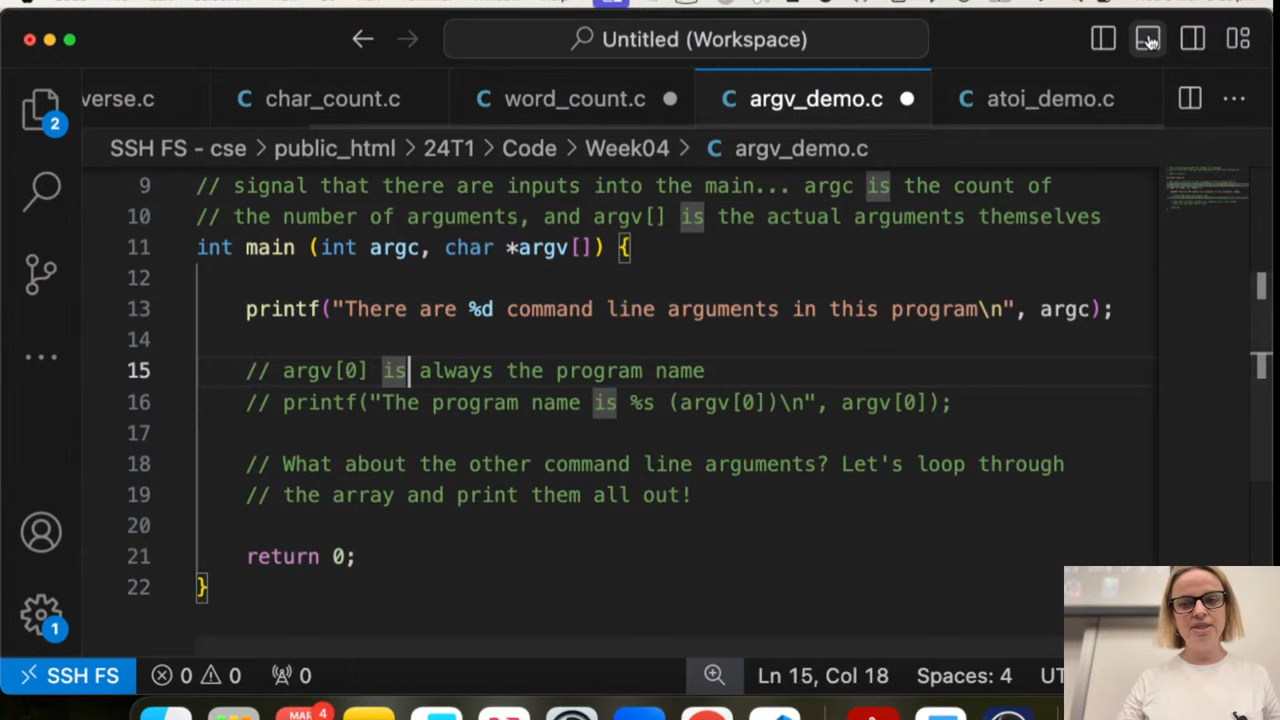 Untitled (Workspace)
verse.c
char_count.c
word_count.c
argv_demo.c
atoi_demo.c
SSH FS - cse > public_html > 24T1 > Code > Week04 > C argv_demo.c
9 // signal that there are inputs into the main... argc is the count of
10 // the number of arguments, and argv[] is the actual arguments themselves
11 int main (int argc, char *argv[]) {
12
13 printf("There are %d command line arguments in this program\n", argc);
14
15 // argv[0] is always the program name
16 // printf("The program name is %s (argv[0])\n", argv[0]);
17
18 // What about the other command line arguments? Let's loop through
19 // the array and print them all out!
20
21 return 0;
22 }
2
1
SSH FS
0 0 0
Ln 15, Col 18
Spaces: 4
UT
MAR
4